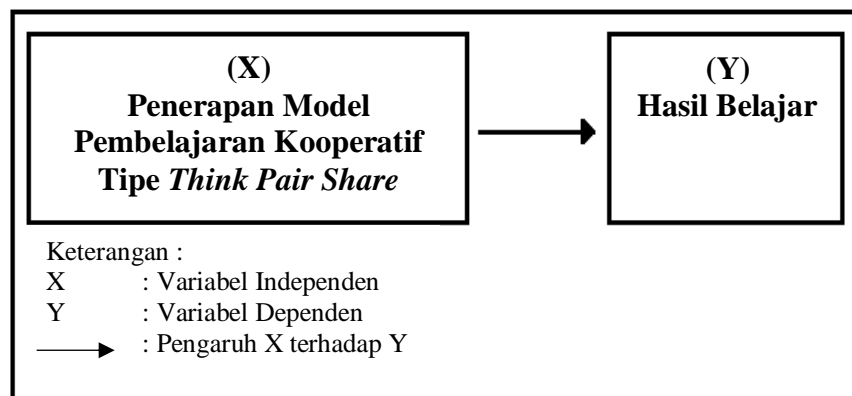 (X)
Penerapan Model
Pembelajaran Kooperatif
Tipe Think Pair Share
(Y)
Hasil Belajar
Keterangan :
X : Variabel Independen
Y : Variabel Dependen
: Pengaruh X terhadap Y